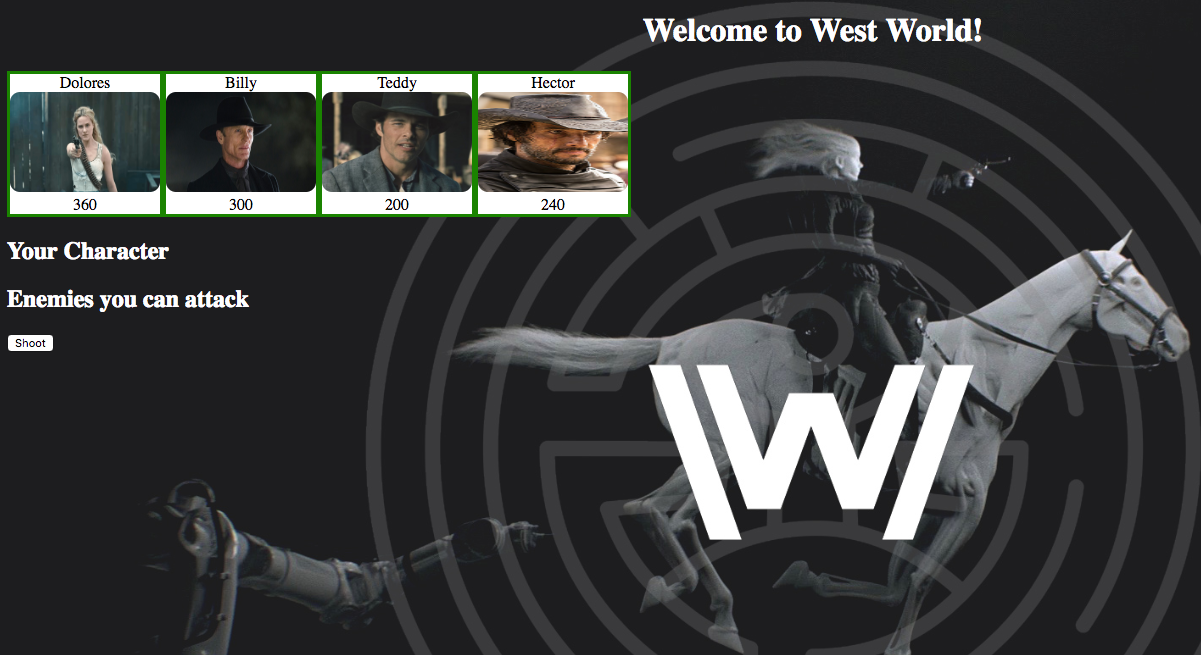 Welcome to West World!
Dolores Billy Teddy Hector
360 300 200 240
Your Character
Enemies you can attack
Shoot
W